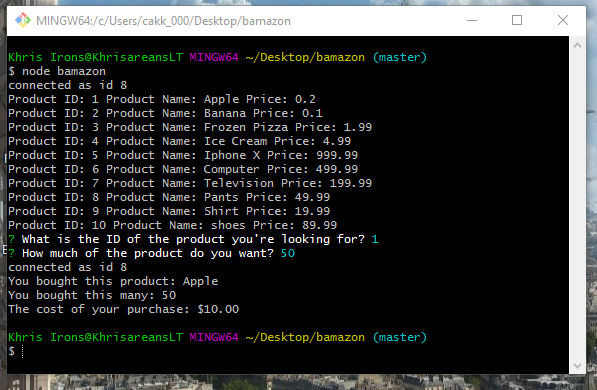 MINGW64:/c/Users/cakk_000/Desktop/bamazon
Khris Irons@KhrisareansLT MINGW64 ~/Desktop/bamazon (master)
$ node bamazon
connected as id 8
Product ID: 1 Product Name: Apple Price: 0.2
Product ID: 2 Product Name: Banana Price: 0.1
Product ID: 3 Product Name: Frozen Pizza Price: 1.99
Product ID: 4 Product Name: Ice Cream Price: 4.99
Product ID: 5 Product Name: Iphone X Price: 999.99
Product ID: 6 Product Name: Computer Price: 499.99
Product ID: 7 Product Name: Television Price: 199.99
Product ID: 8 Product Name: Pants Price: 49.99
Product ID: 9 Product Name: Shirt Price: 19.99
Product ID: 10 Product Name: shoes Price: 89.99
? What is the ID of the product you're looking for? 1
? How much of the product do you want? 50
connected as id 8
You bought this product: Apple
You bought this many: 50
The cost of your purchase: $10.00
Khris Irons@KhrisareansLT MINGW64 ~/Desktop/bamazon (master)
$